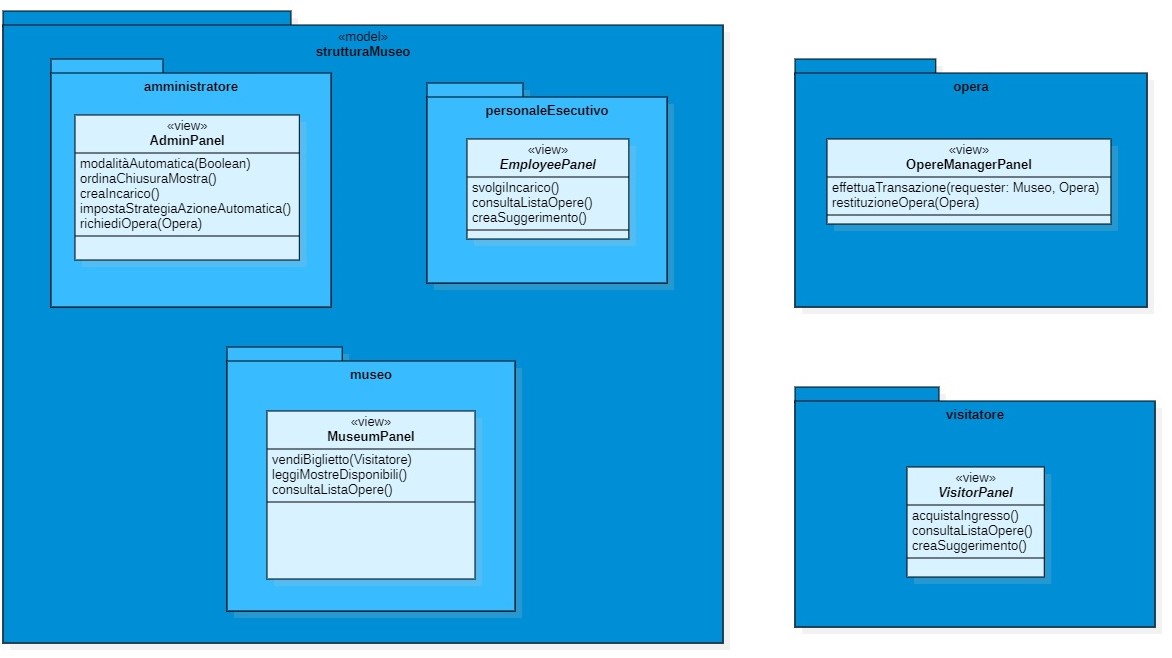 «model»
strutturaMuseo
amministratore
«view»
AdminPanel
modalitàAutomatica(Boolean)
ordinaChiusuraMostra()
creaIncarico()
impostaStrategiaAzioneAutomatica()
richiediOpera(Opera)
personaleEsecutivo
«view»
EmployeePanel
svolgiIncarico()
consultaListaOpere()
creaSuggerimento()
museo
«view»
MuseumPanel
vendiBiglietto(Visitatore)
leggiMostreDisponibili()
consultaListaOpere()
opera
«view»
OpereManagerPanel
effettuaTransazione(requester: Museo, Opera)
restituzioneOpera(Opera)
visitatore
«view»
VisitorPanel
acquistaIngresso()
consultaListaOpere()
creaSuggerimento()